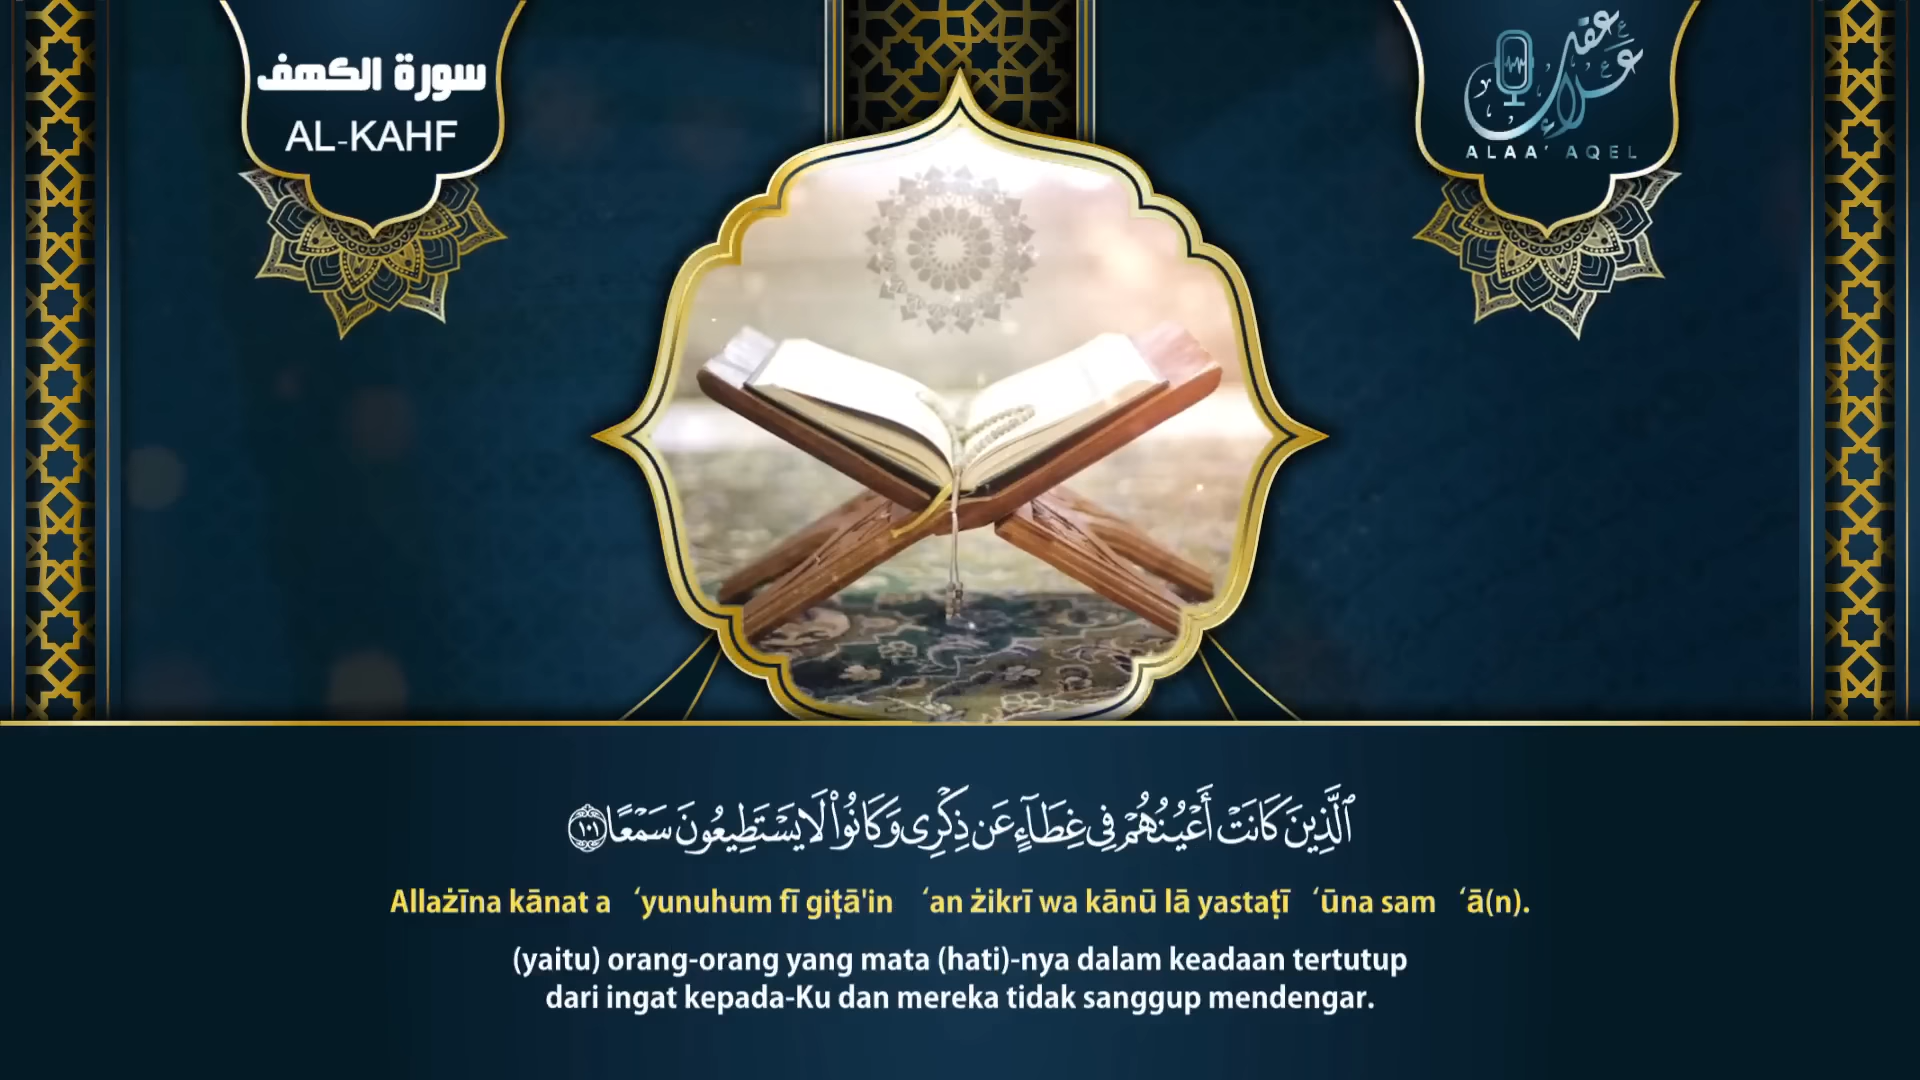 سورة الكهف
AL-KAHF
علاء عقل
ALAA' AQEL
ٱلَّذِينَ كَانَتْ أَعْيُنُهُمْ فِى غِطَآءٍ عَن ذِكْرِى وَكَانُوا۟ لَا يَسْتَطِيعُونَ سَمْعًا ١٠١
Allażīna kānat a‘yunuhum fī giṭā'in ‘an żikrī wa kānū lā yastaṭī‘ūna sam‘ā(n).
(yaitu) orang-orang yang mata (hati)-nya dalam keadaan tertutup
dari ingat kepada-Ku dan mereka tidak sanggup mendengar.